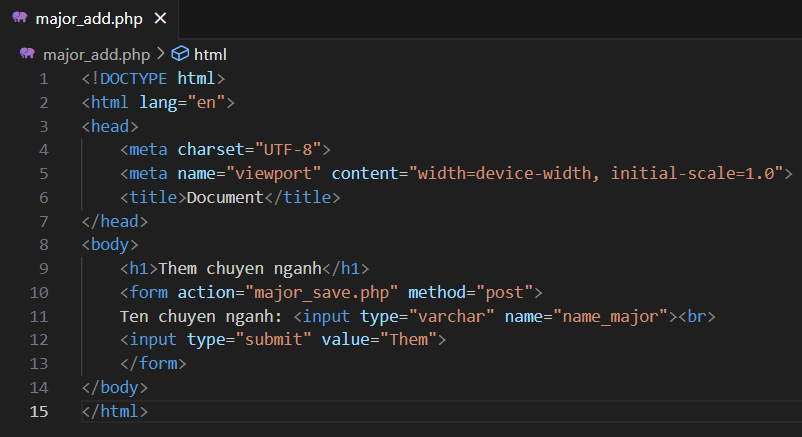 major_add.php ×
major_add.php > html
1 <!DOCTYPE html>
2 <html lang="en">
3 <head>
4     <meta charset="UTF-8">
5     <meta name="viewport" content="width=device-width, initial-scale=1.0">
6     <title>Document</title>
7 </head>
8 <body>
9     <h1>Them chuyen nganh</h1>
10     <form action="major_save.php" method="post">
11     Ten chuyen nganh: <input type="varchar" name="name_major"><br>
12     <input type="submit" value="Them">
13     </form>
14 </body>
15 </html>